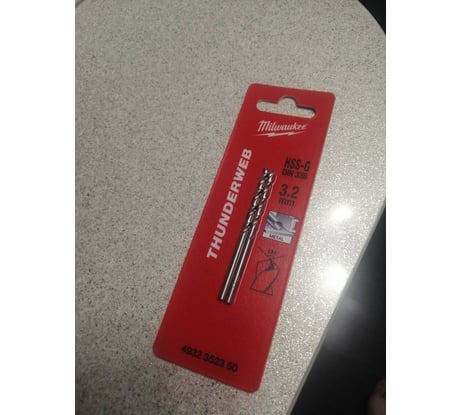 Milwaukee
HSS-G
DIN 338
3.2
mm
THUNDERWEB
METAL
4932 3523 50